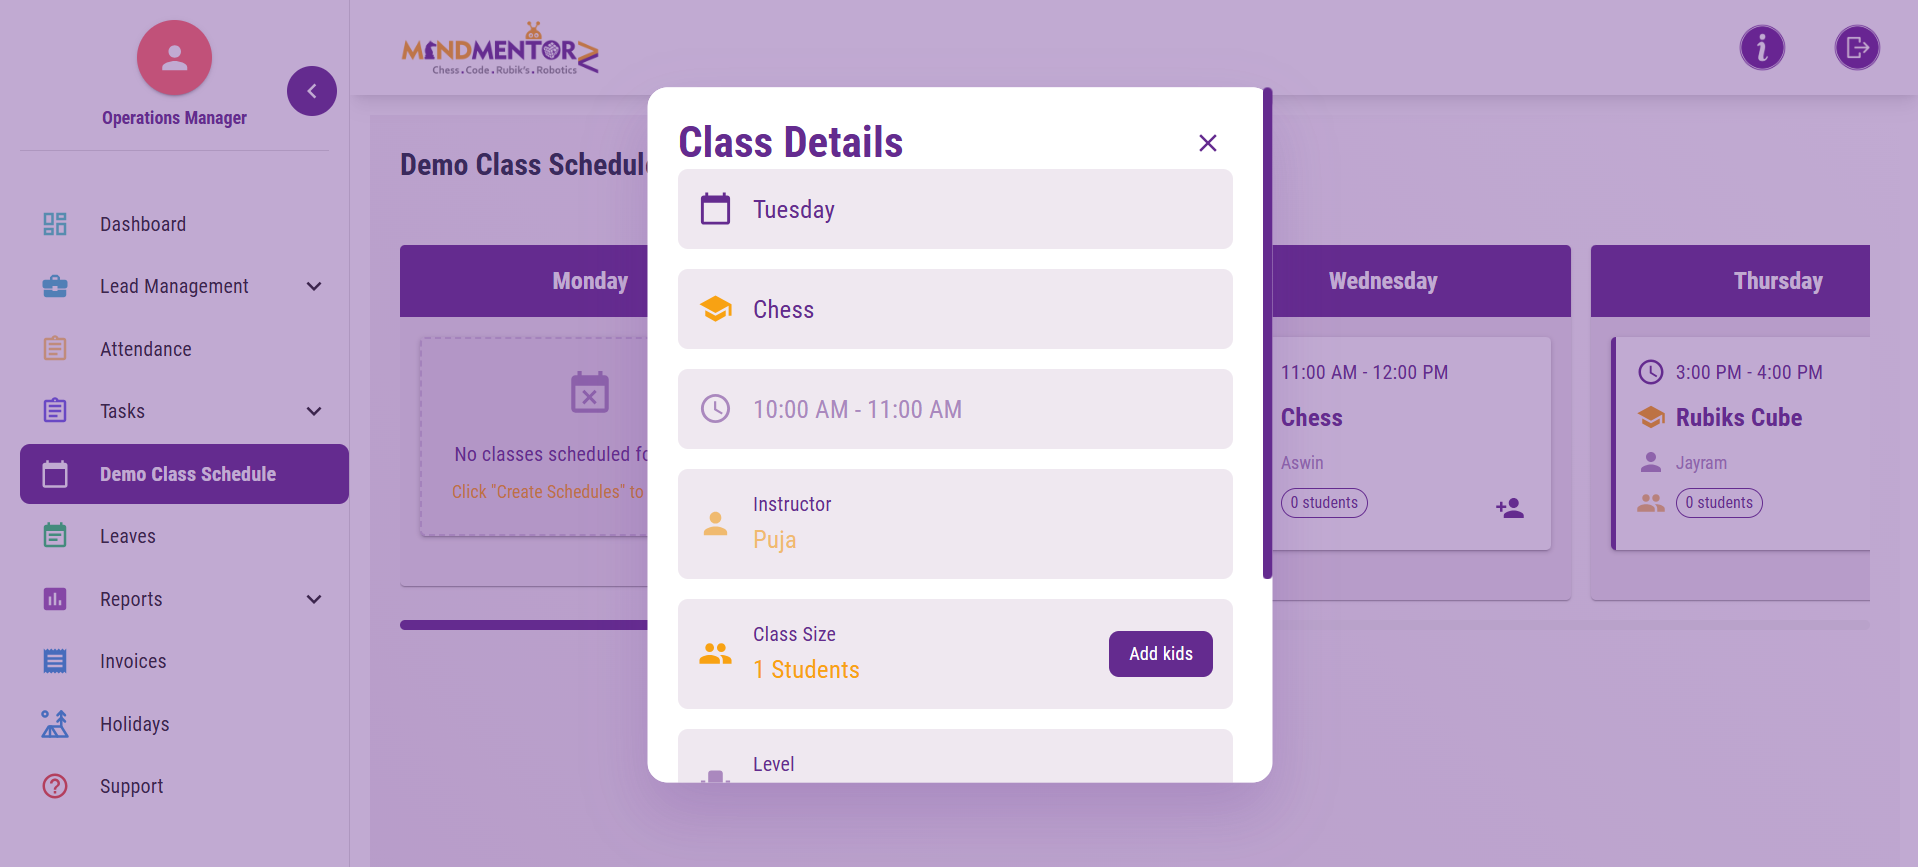 Operations Manager
Dashboard
Lead Management
Attendance
Tasks
Demo Class Schedule
Leaves
Reports
Invoices
Holidays
Support
MINDMENTORZ
Chess.Code.Rubik's.Robotics
Demo Class Schedule
Monday
No classes scheduled
Click "Create Schedules" to
Class Details
Tuesday
Chess
10:00 AM - 11:00 AM
Instructor
Puja
Class Size
1 Students
Add kids
Level
Wednesday
11:00 AM - 12:00 PM
Chess
Aswin
0 students
Thursday
3:00 PM - 4:00 PM
Rubiks Cube
Jayram
0 students